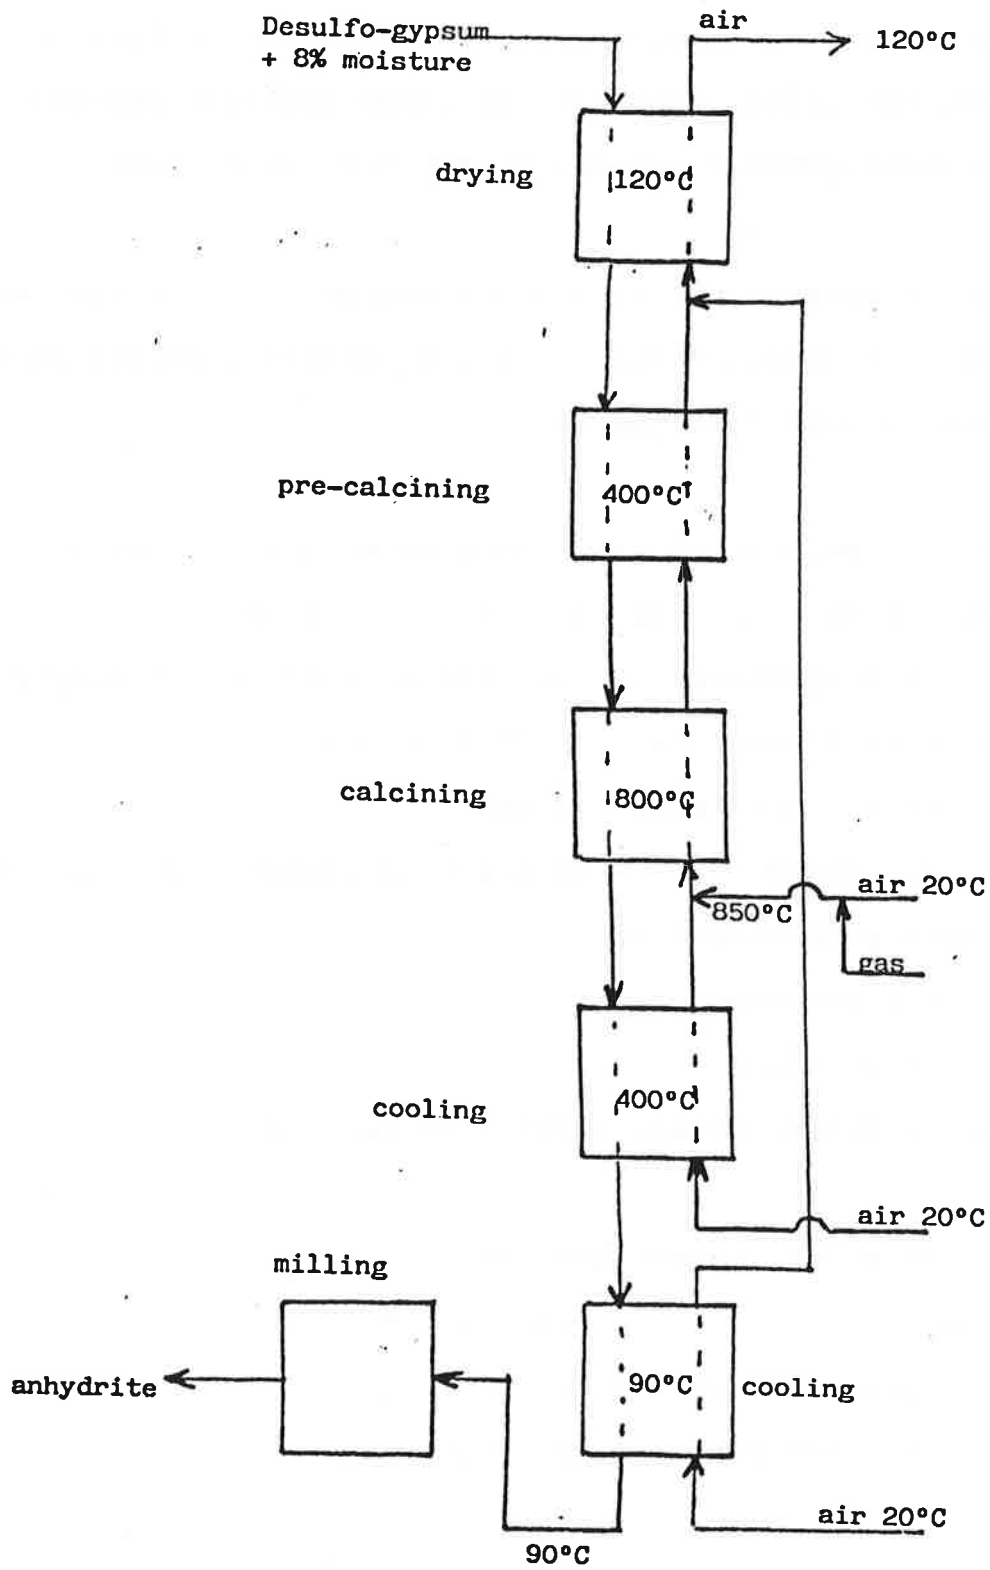 Desulfo-gypsum
+ 8% moisture
air
120°C
drying
120°C
pre-calcining
400°C
calcining
800°C
air 20°C
850°C
gas
cooling
400°C
air 20°C
milling
anhydrite
90°C
cooling
air 20°C
90°C